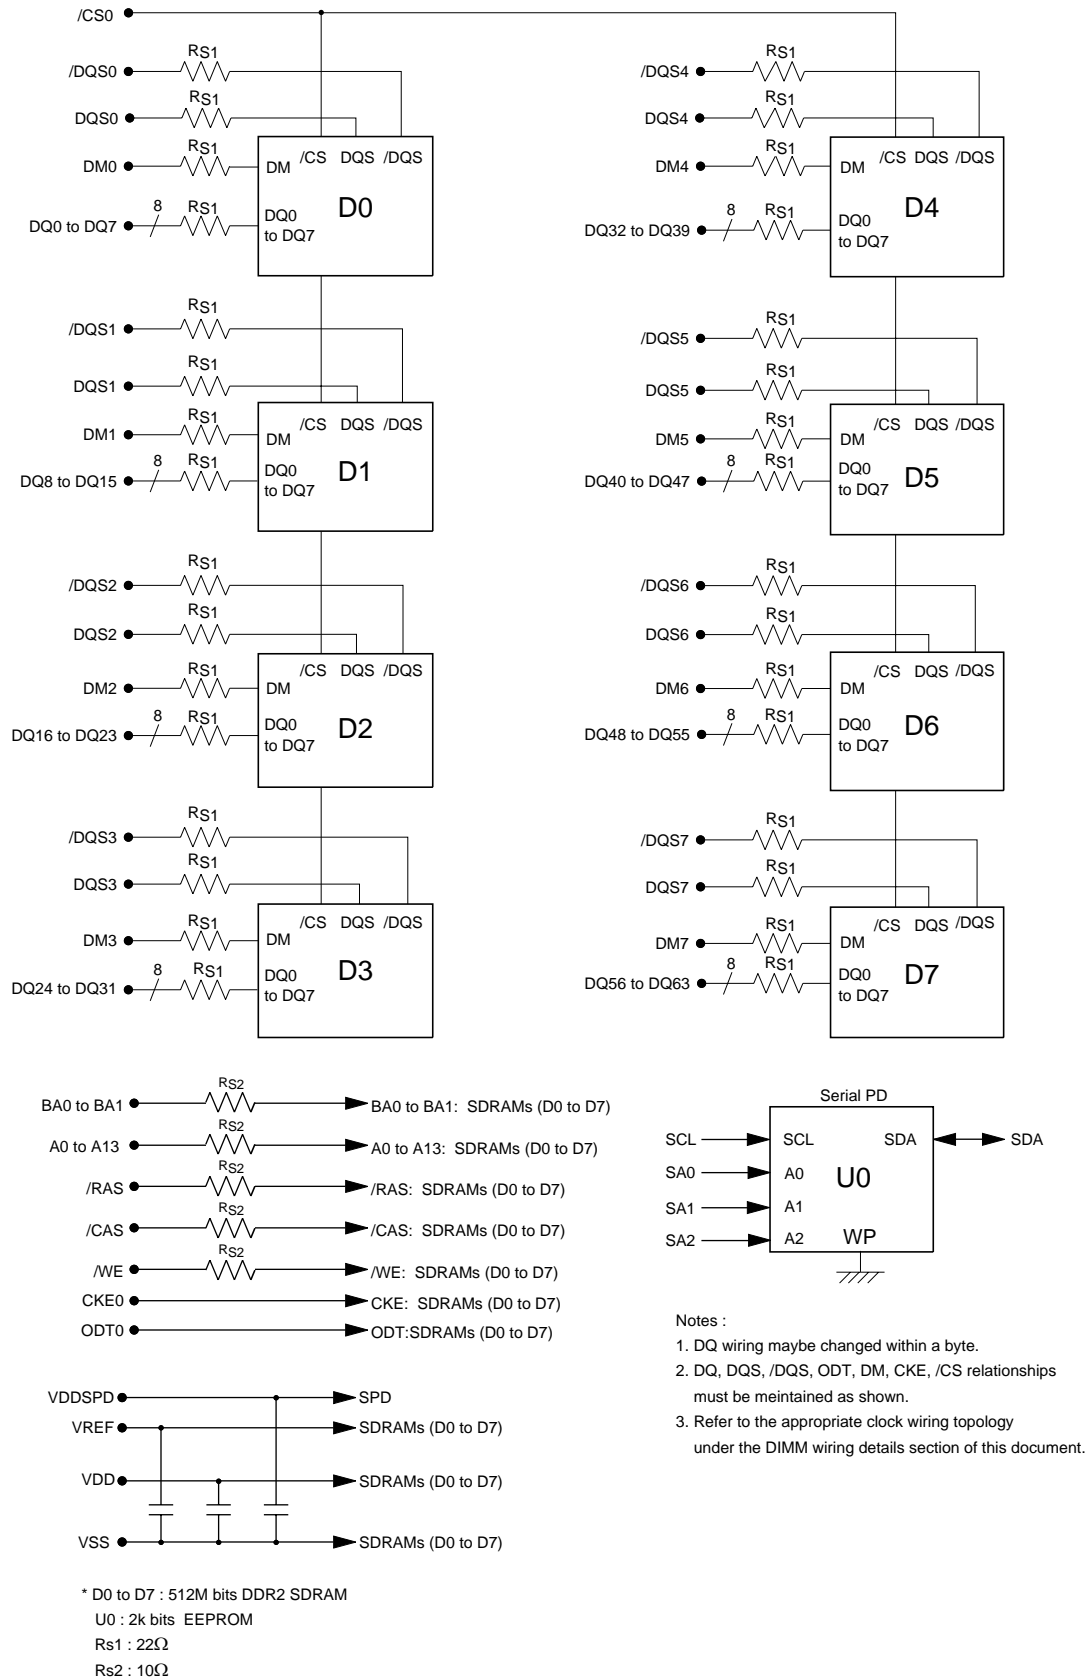 /CS0
RS1
/DQS0
RS1
DQS0
RS1
DM0
8 RS1
DQ0 to DQ7
/CS DQS /DQS
DM
D0
DQ0
to DQ7
RS1
/DQS4
RS1
DQS4
RS1
DM4
8 RS1
DQ32 to DQ39
/CS DQS /DQS
DM
D4
DQ0
to DQ7
RS1
/DQS1
RS1
DQS1
RS1
DM1
8 RS1
DQ8 to DQ15
/CS DQS /DQS
DM
D1
DQ0
to DQ7
RS1
/DQS5
RS1
DQS5
RS1
DM5
8 RS1
DQ40 to DQ47
/CS DQS /DQS
DM
D5
DQ0
to DQ7
RS1
/DQS2
RS1
DQS2
RS1
DM2
8 RS1
DQ16 to DQ23
/CS DQS /DQS
DM
D2
DQ0
to DQ7
RS1
/DQS6
RS1
DQS6
RS1
DM6
8 RS1
DQ48 to DQ55
/CS DQS /DQS
DM
D6
DQ0
to DQ7
RS1
/DQS3
RS1
DQS3
RS1
DM3
8 RS1
DQ24 to DQ31
/CS DQS /DQS
DM
D3
DQ0
to DQ7
RS1
/DQS7
RS1
DQS7
RS1
DM7
8 RS1
DQ56 to DQ63
/CS DQS /DQS
DM
D7
DQ0
to DQ7
RS2
BA0 to BA1 BA0 to BA1: SDRAMs (D0 to D7)
RS2
A0 to A13 A0 to A13: SDRAMs (D0 to D7)
RS2
/RAS /RAS: SDRAMs (D0 to D7)
RS2
/CAS /CAS: SDRAMs (D0 to D7)
RS2
/WE /WE: SDRAMs (D0 to D7)
CKE0 CKE: SDRAMs (D0 to D7)
ODT0 ODT:SDRAMs (D0 to D7)
Serial PD
SCL SCL SDA SDA
SA0 A0 U0
SA1 A1
SA2 A2 WP
Notes :
1. DQ wiring maybe changed within a byte.
2. DQ, DQS, /DQS, ODT, DM, CKE, /CS relationships
must be meintained as shown.
3. Refer to the appropriate clock wiring topology
under the DIMM wiring details section of this document.
VDDSPD SPD
VREF SDRAMs (D0 to D7)
VDD SDRAMs (D0 to D7)
VSS SDRAMs (D0 to D7)
* D0 to D7 : 512M bits DDR2 SDRAM
U0 : 2k bits EEPROM
Rs1 : 22Ω
Rs2 : 10Ω